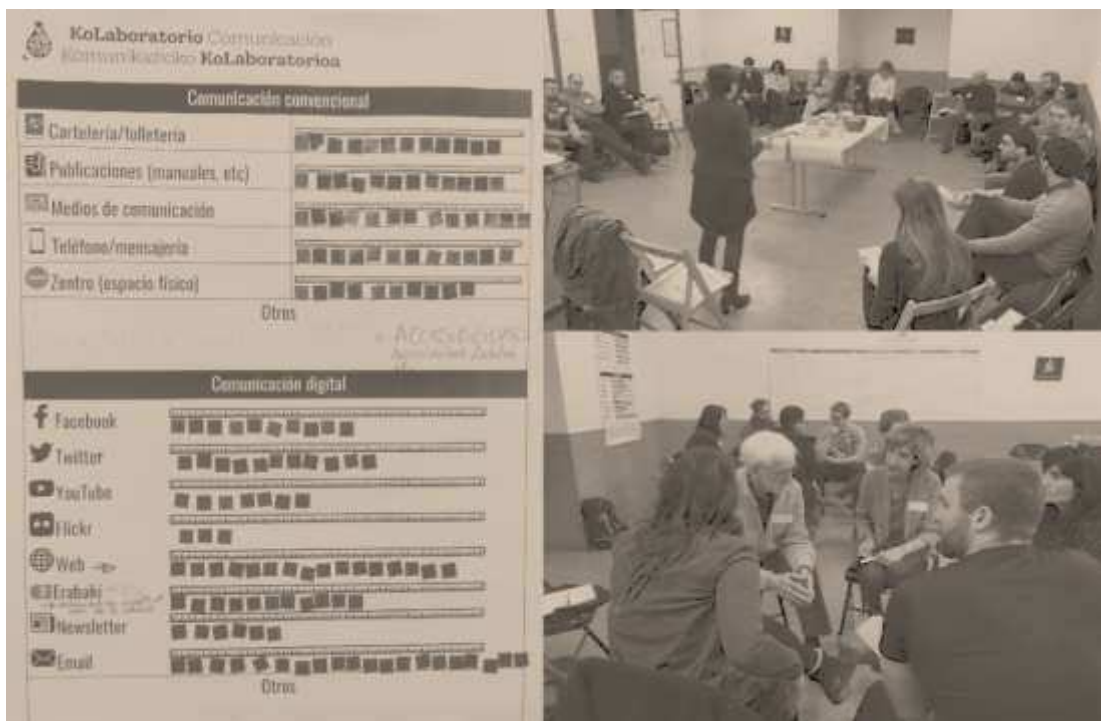 KoLaboratorio Comunicación
Komunikazioko KoLaboratorioa
Comunicación convencional
Cartelería/folletería
Publicaciones (manuales, etc)
Medios de comunicación
Teléfono/mensajería
Zentro (espacio físico)
Otros
Comunicación digital
Facebook
Twitter
YouTube
Flickr
Web
Erabaki
Newsletter
Email
Otros